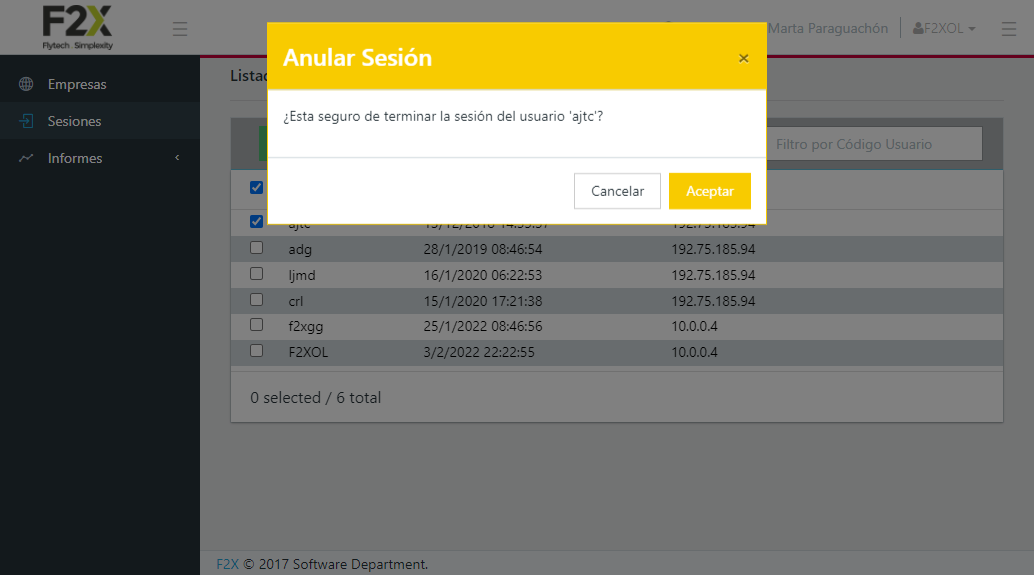 F2X
Flytech Simplexity
Marta Paraguachón
F2XOL
Anular Sesión
×
¿Esta seguro de terminar la sesión del usuario 'ajtc'?
Cancelar
Aceptar
Empresas
Sesiones
Informes
Filtro por Código Usuario
adg 28/1/2019 08:46:54 192.75.185.94
ljmd 16/1/2020 06:22:53 192.75.185.94
crl 15/1/2020 17:21:38 192.75.185.94
f2xgg 25/1/2022 08:46:56 10.0.0.4
F2XOL 3/2/2022 22:22:55 10.0.0.4
0 selected / 6 total
F2X © 2017 Software Department.